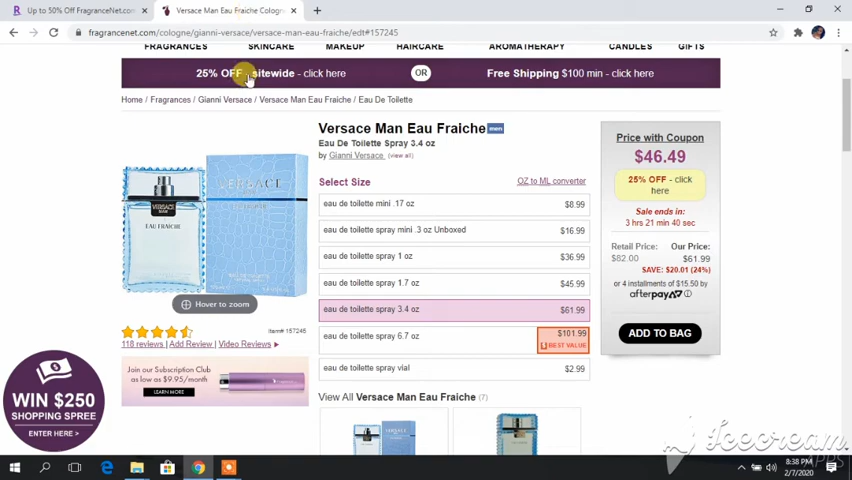 Up to 50% Off FragranceNet.com
Versace Man Eau Fraiche Cologn
fragrancenet.com/cologne/gianni-versace/versace-man-eau-fraiche/edt#157245
FRAGRANCES SKINCARE MAKEUP HAIRCARE AROMATHERAPY CANDLES GIFTS
25% OFF sitewide - click here OR Free Shipping $100 min - click here
Home / Fragrances / Gianni Versace / Versace Man Eau Fraiche / Eau De Toilette
Versace Man Eau Fraiche men
Eau De Toilette Spray 3.4 oz
by Gianni Versace (view all)
Select Size OZ to ML converter
eau de toilette mini .17 oz $8.99
eau de toilette spray mini .3 oz Unboxed $16.99
eau de toilette spray 1 oz $36.99
eau de toilette spray 1.7 oz $45.99
eau de toilette spray 3.4 oz $61.99
eau de toilette spray 6.7 oz $101.99
BEST VALUE
eau de toilette spray vial $2.99
View All Versace Man Eau Fraiche (7)
Price with Coupon
$46.49
25% OFF - click
here
Sale ends in:
3 hrs 21 min 40 sec
Retail Price: Our Price:
$82.00 $61.99
SAVE: $20.01 (24%)
or 4 installments of $15.50 by
afterpay
ADD TO BAG
VERSACE
VERSACE
MAN
EAU FRAÎCHE
Hover to zoom
Item# 157245
118 reviews | Add Review | Video Reviews
Join our Subscription Club
as low as $9.95/month
LEARN MORE
WIN $250
SHOPPING SPREE
ENTER HERE >
Icecream
APPS
8:38 PM
2/7/2020